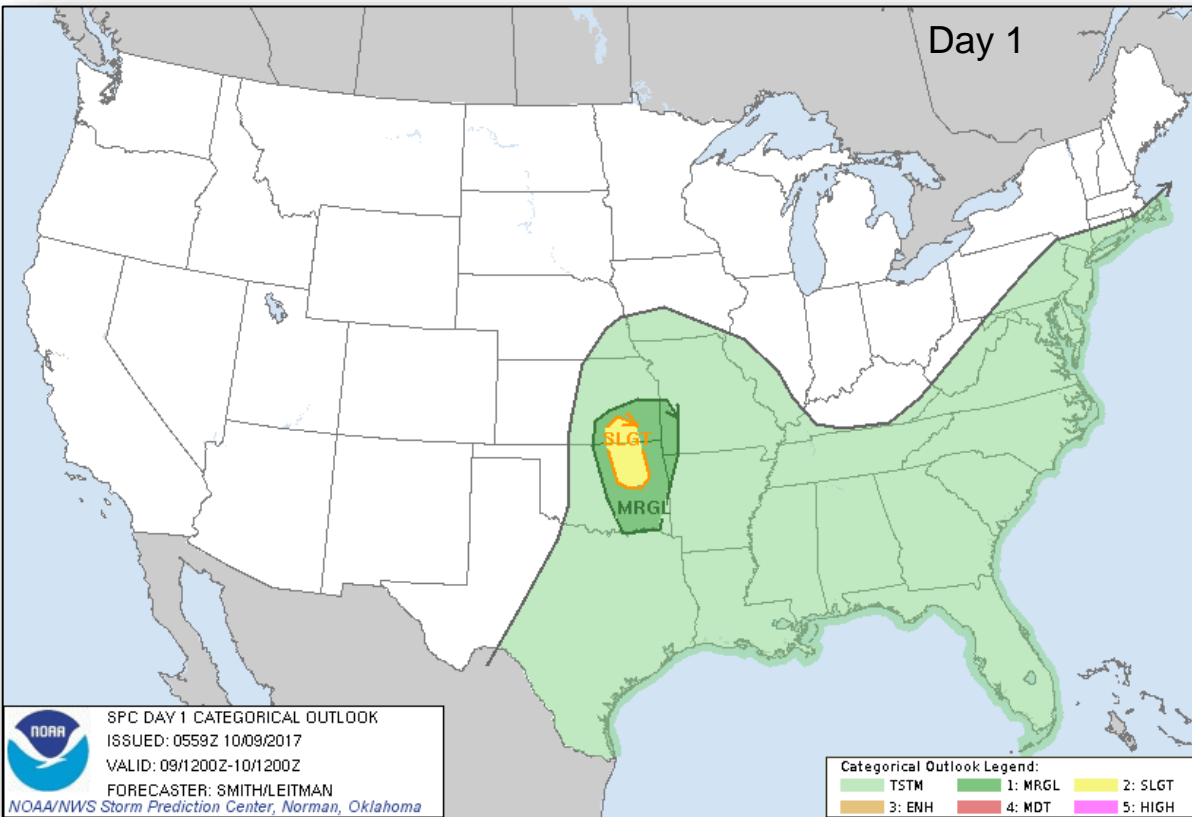 Day 1
SLGT
MRGL
NOAA
SPC DAY 1 CATEGORICAL OUTLOOK
ISSUED: 0559Z 10/09/2017
VALID: 09/1200Z-10/1200Z
FORECASTER: SMITH/LEITMAN
NOAA/NWS Storm Prediction Center, Norman, Oklahoma
Categorical Outlook Legend:
TSTM 1: MRGL 2: SLGT
3: ENH 4: MDT 5: HIGH